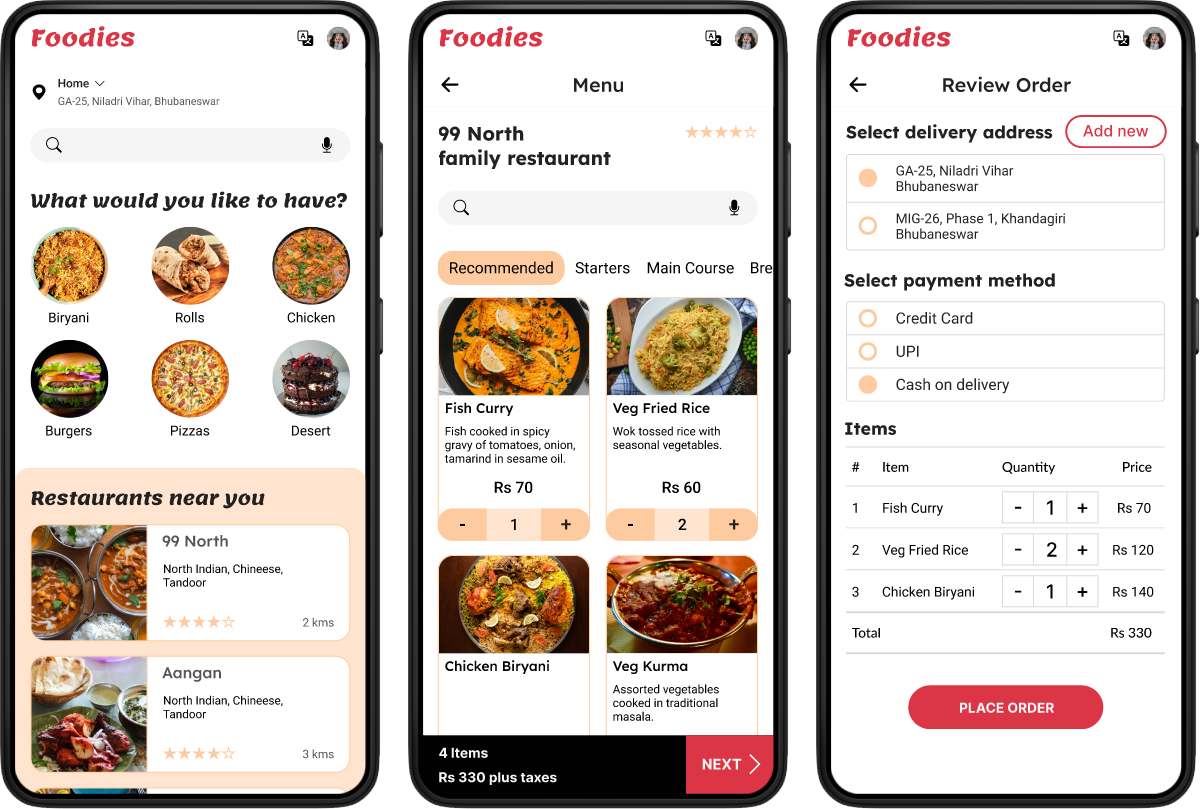 Foodies
Home
GA-25, Niladri Vihar, Bhubaneswar
What would you like to have?
Biryani
Rolls
Chicken
Burgers
Pizzas
Desert
Restaurants near you
99 North
North Indian, Chineese,
Tandoor
2 kms
Aangan
North Indian, Chineese,
Tandoor
3 kms
Foodies
Menu
99 North
family restaurant
Recommended Starters Main Course Bre
Fish Curry
Fish cooked in spicy
gravy of tomatoes, onion,
tamarind in sesame oil.
Rs 70
- 1 +
Veg Fried Rice
Wok tossed rice with
seasonal vegetables.
Rs 60
- 2 +
Chicken Biryani
Veg Kurma
Assorted vegetables
cooked in traditional
masala.
4 Items
Rs 330 plus taxes
NEXT
Foodies
Review Order
Select delivery address
Add new
GA-25, Niladri Vihar
Bhubaneswar
MIG-26, Phase 1, Khandagiri
Bhubaneswar
Select payment method
Credit Card
UPI
Cash on delivery
Items
# Item Quantity Price
1 Fish Curry - 1 + Rs 70
2 Veg Fried Rice - 2 + Rs 120
3 Chicken Biryani - 1 + Rs 140
Total Rs 330
PLACE ORDER